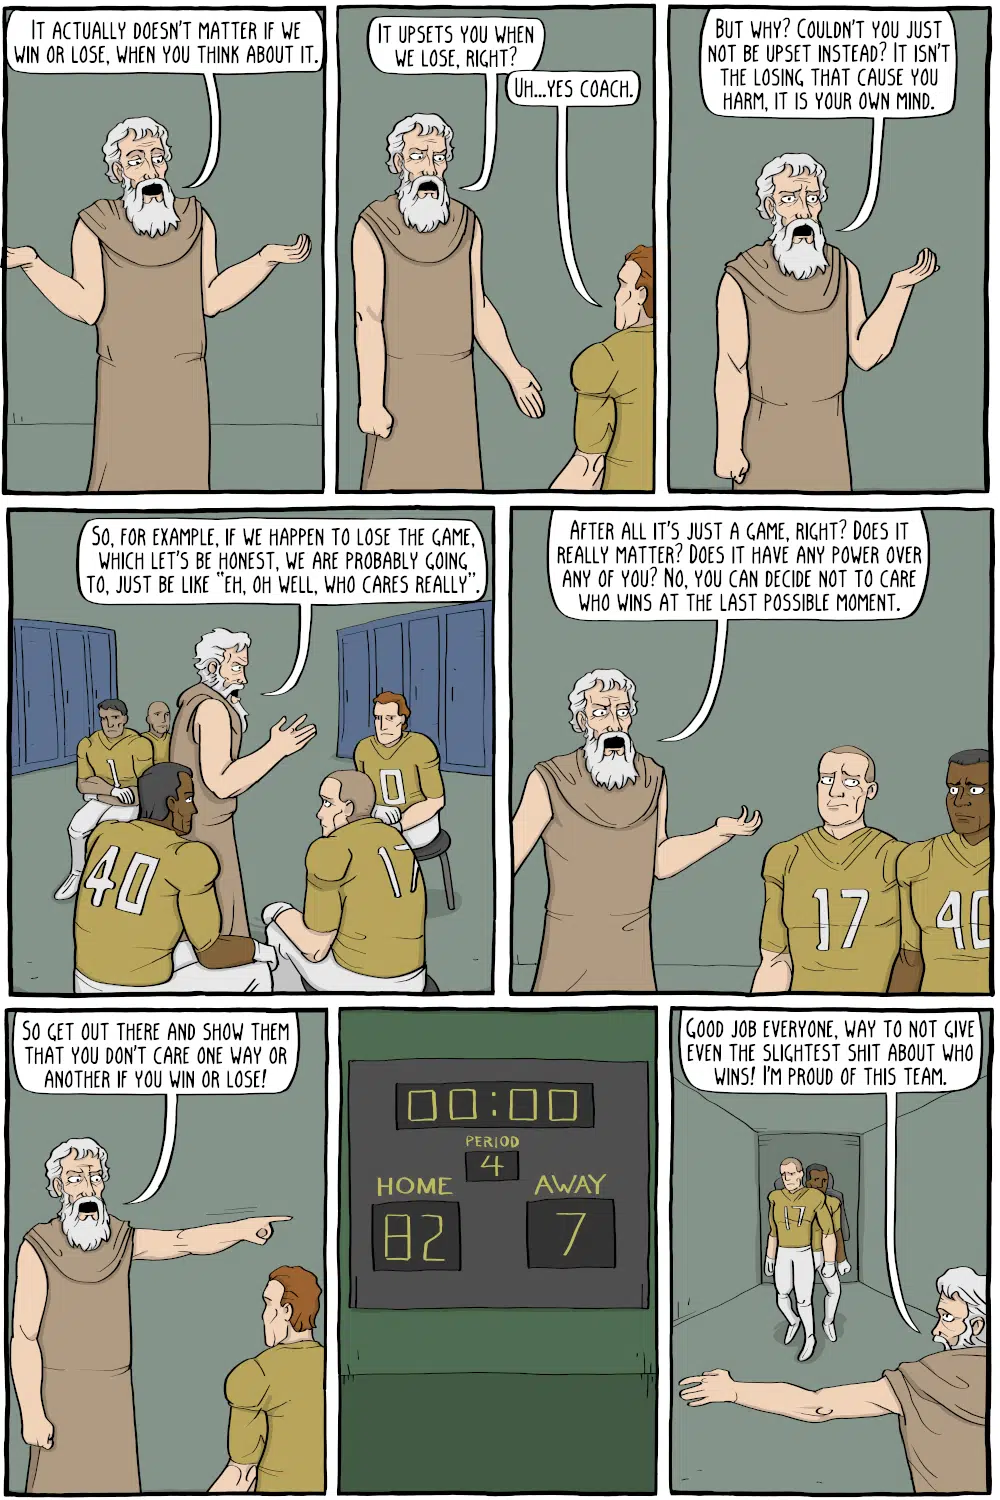 IT ACTUALLY DOESN'T MATTER IF WE
WIN OR LOSE, WHEN YOU THINK ABOUT IT.
IT UPSETS YOU WHEN
WE LOSE, RIGHT?
UH...YES COACH.
BUT WHY? COULDN'T YOU JUST
NOT BE UPSET INSTEAD? IT ISN'T
THE LOSING THAT CAUSE YOU
HARM, IT IS YOUR OWN MIND.
SO, FOR EXAMPLE, IF WE HAPPEN TO LOSE THE GAME,
WHICH LET'S BE HONEST, WE ARE PROBABLY GOING
TO, JUST BE LIKE "EH, OH WELL, WHO CARES REALLY".
1
0
40
17
AFTER ALL IT'S JUST A GAME, RIGHT? DOES IT
REALLY MATTER? DOES IT HAVE ANY POWER OVER
ANY OF YOU? NO, YOU CAN DECIDE NOT TO CARE
WHO WINS AT THE LAST POSSIBLE MOMENT.
17
40
SO GET OUT THERE AND SHOW THEM
THAT YOU DON'T CARE ONE WAY OR
ANOTHER IF YOU WIN OR LOSE!
00:00
PERIOD
4
HOME AWAY
82 7
GOOD JOB EVERYONE, WAY TO NOT GIVE
EVEN THE SLIGHTEST SHIT ABOUT WHO
WINS! I'M PROUD OF THIS TEAM.
17